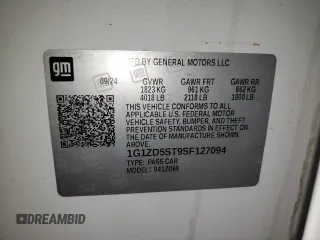 gm
MFD BY GENERAL MOTORS LLC
09/24 GVWR GAWR FRT GAWR RR
1823 KG 961 KG 862 KG
4018 LB 2118 LB 1900 LB
THIS VEHICLE CONFORMS TO ALL
APPLICABLE U.S. FEDERAL MOTOR
VEHICLE SAFETY, BUMPER, AND THEFT
PREVENTION STANDARDS IN EFFECT ON
THE DATE OF MANUFACTURE SHOWN
ABOVE.
1G1ZD5ST9SF127094
TYPE: PASS CAR
MODEL: 941ZD69
DREAMBID